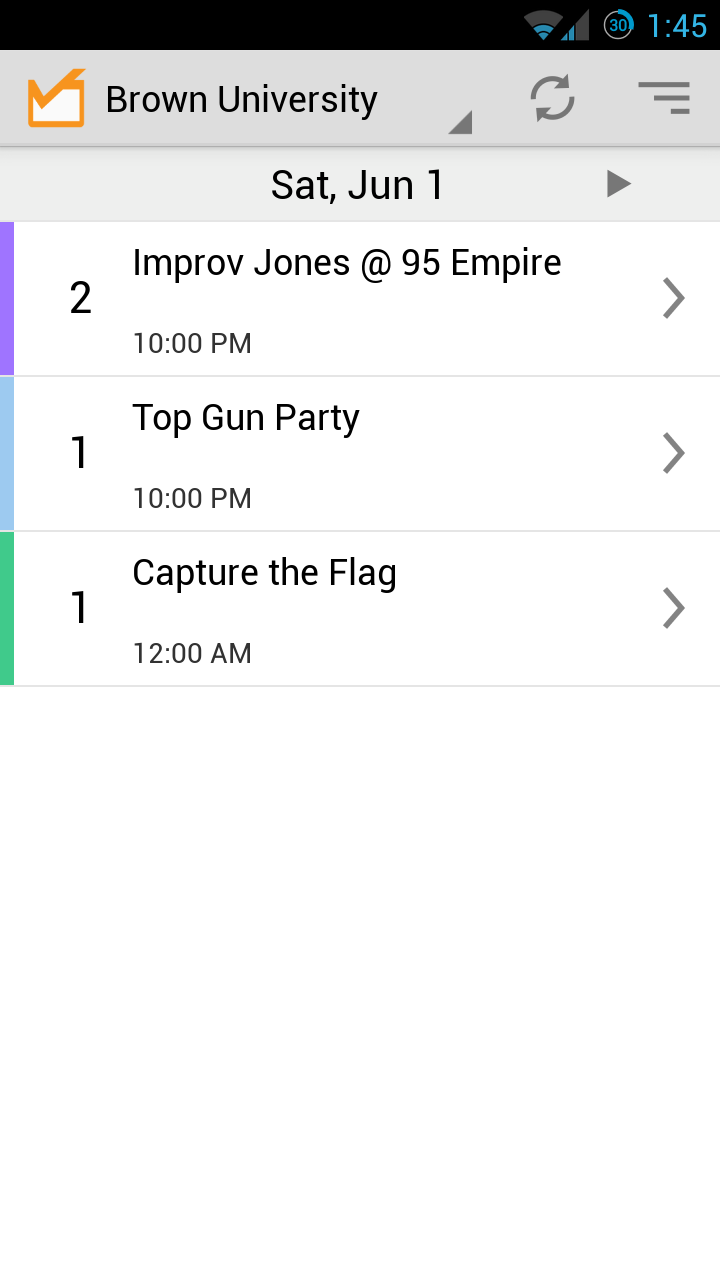 30 1:45
Brown University
Sat, Jun 1
Improv Jones @ 95 Empire
2
10:00 PM
Top Gun Party
1
10:00 PM
Capture the Flag
1
12:00 AM